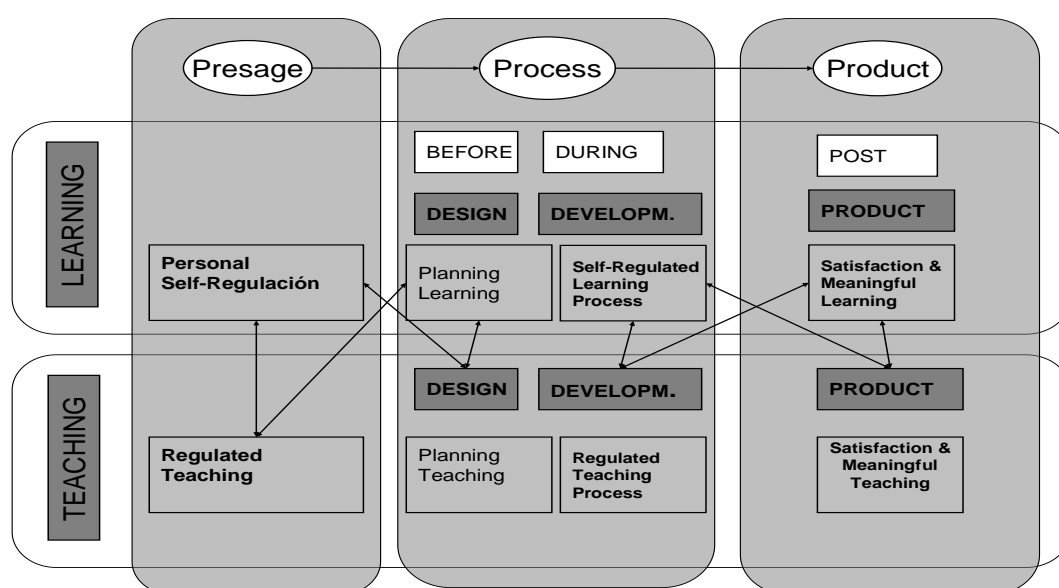 Presage
Process
Product
LEARNING
BEFORE
DURING
POST
DESIGN
DEVELOPM.
PRODUCT
Personal
Self-Regulación
Planning
Learning
Self-Regulated
Learning
Process
Satisfaction &
Meaningful
Learning
TEACHING
DESIGN
DEVELOPM.
PRODUCT
Regulated
Teaching
Planning
Teaching
Regulated
Teaching
Process
Satisfaction &
Meaningful
Teaching